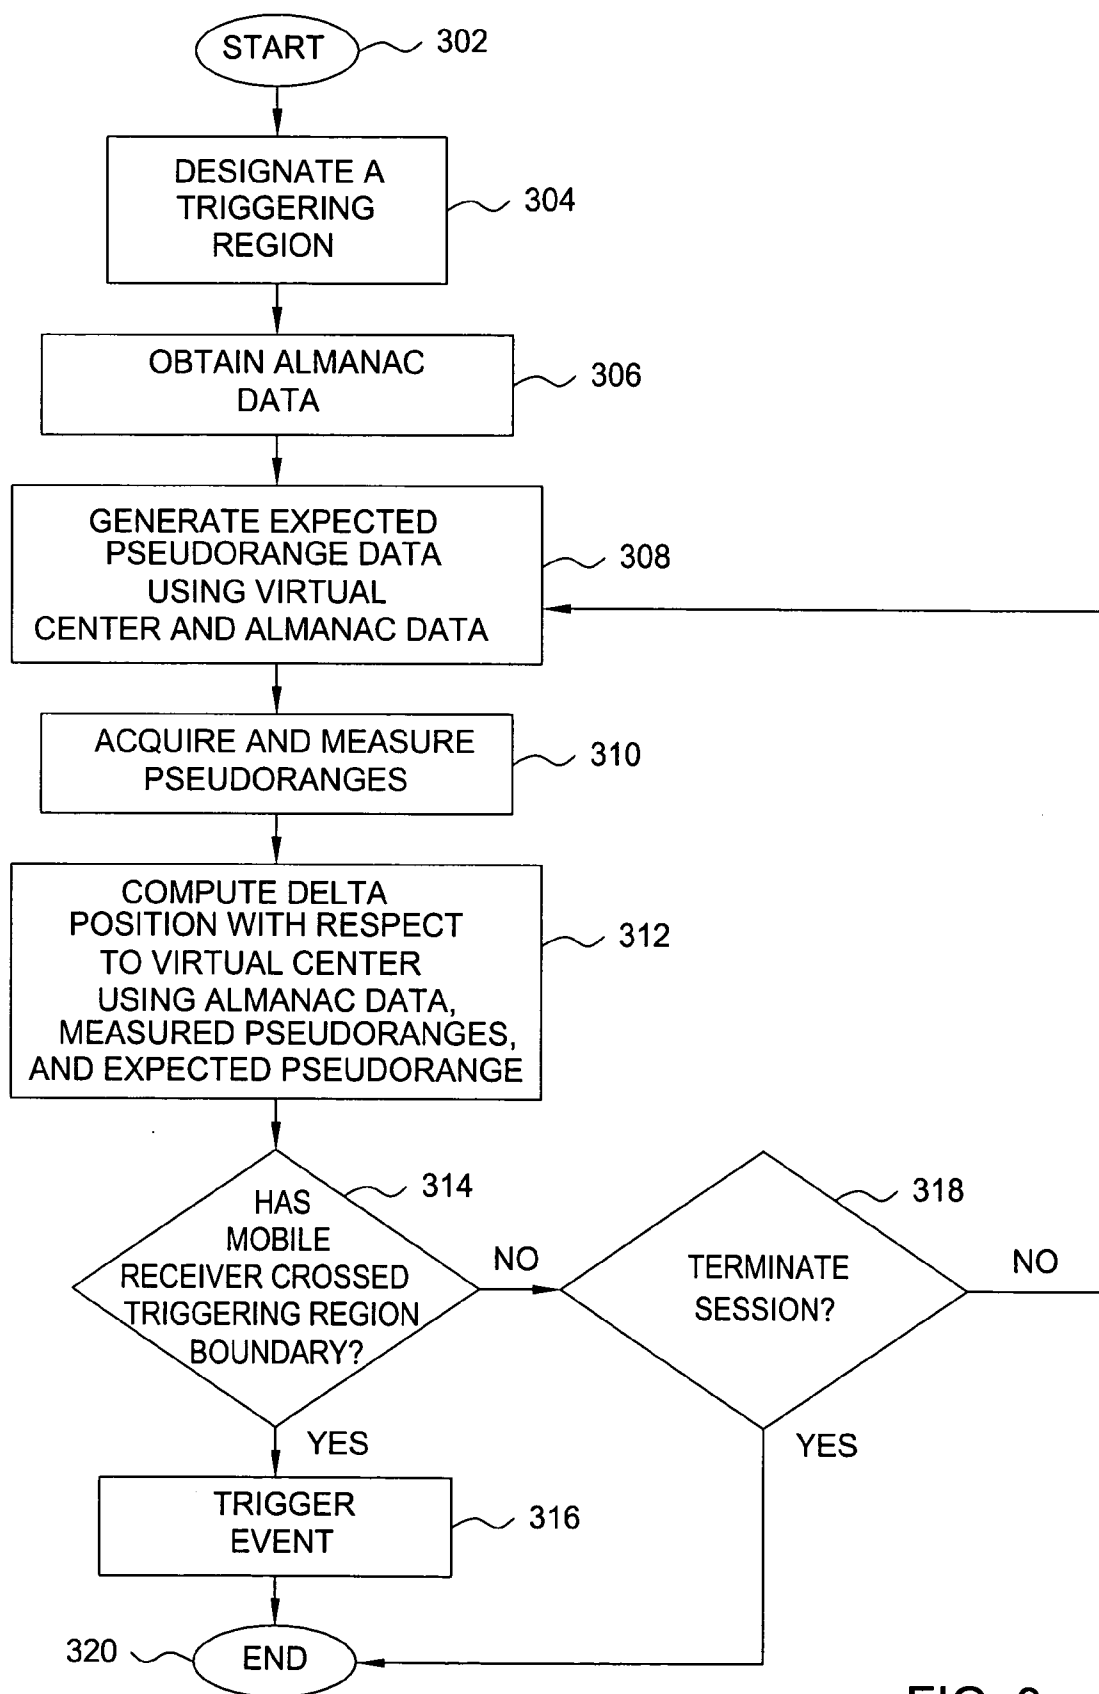 START
302
DESIGNATE A
TRIGGERING
REGION
304
OBTAIN ALMANAC
DATA
306
GENERATE EXPECTED
PSEUDORANGE DATA
USING VIRTUAL
CENTER AND ALMANAC DATA
308
ACQUIRE AND MEASURE
PSEUDORANGES
310
COMPUTE DELTA
POSITION WITH RESPECT
TO VIRTUAL CENTER
USING ALMANAC DATA,
MEASURED PSEUDORANGES,
AND EXPECTED PSEUDORANGE
312
HAS
MOBILE
RECEIVER CROSSED
TRIGGERING REGION
BOUNDARY?
314
NO
TERMINATE
SESSION?
318
NO
YES
YES
TRIGGER
EVENT
316
END
320
FIG.